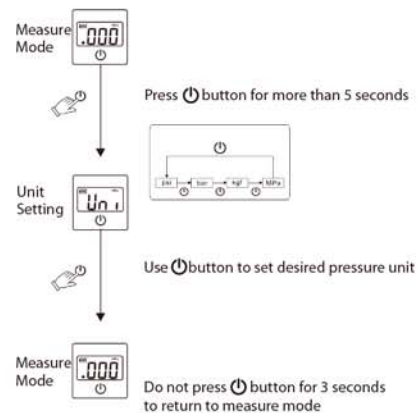 Measure
Mode
.000
Press button for more than 5 seconds
psi bar kgf MPa
Unit
Setting
Uni
Use button to set desired pressure unit
Measure
Mode
.000
Do not press button for 3 seconds
to return to measure mode